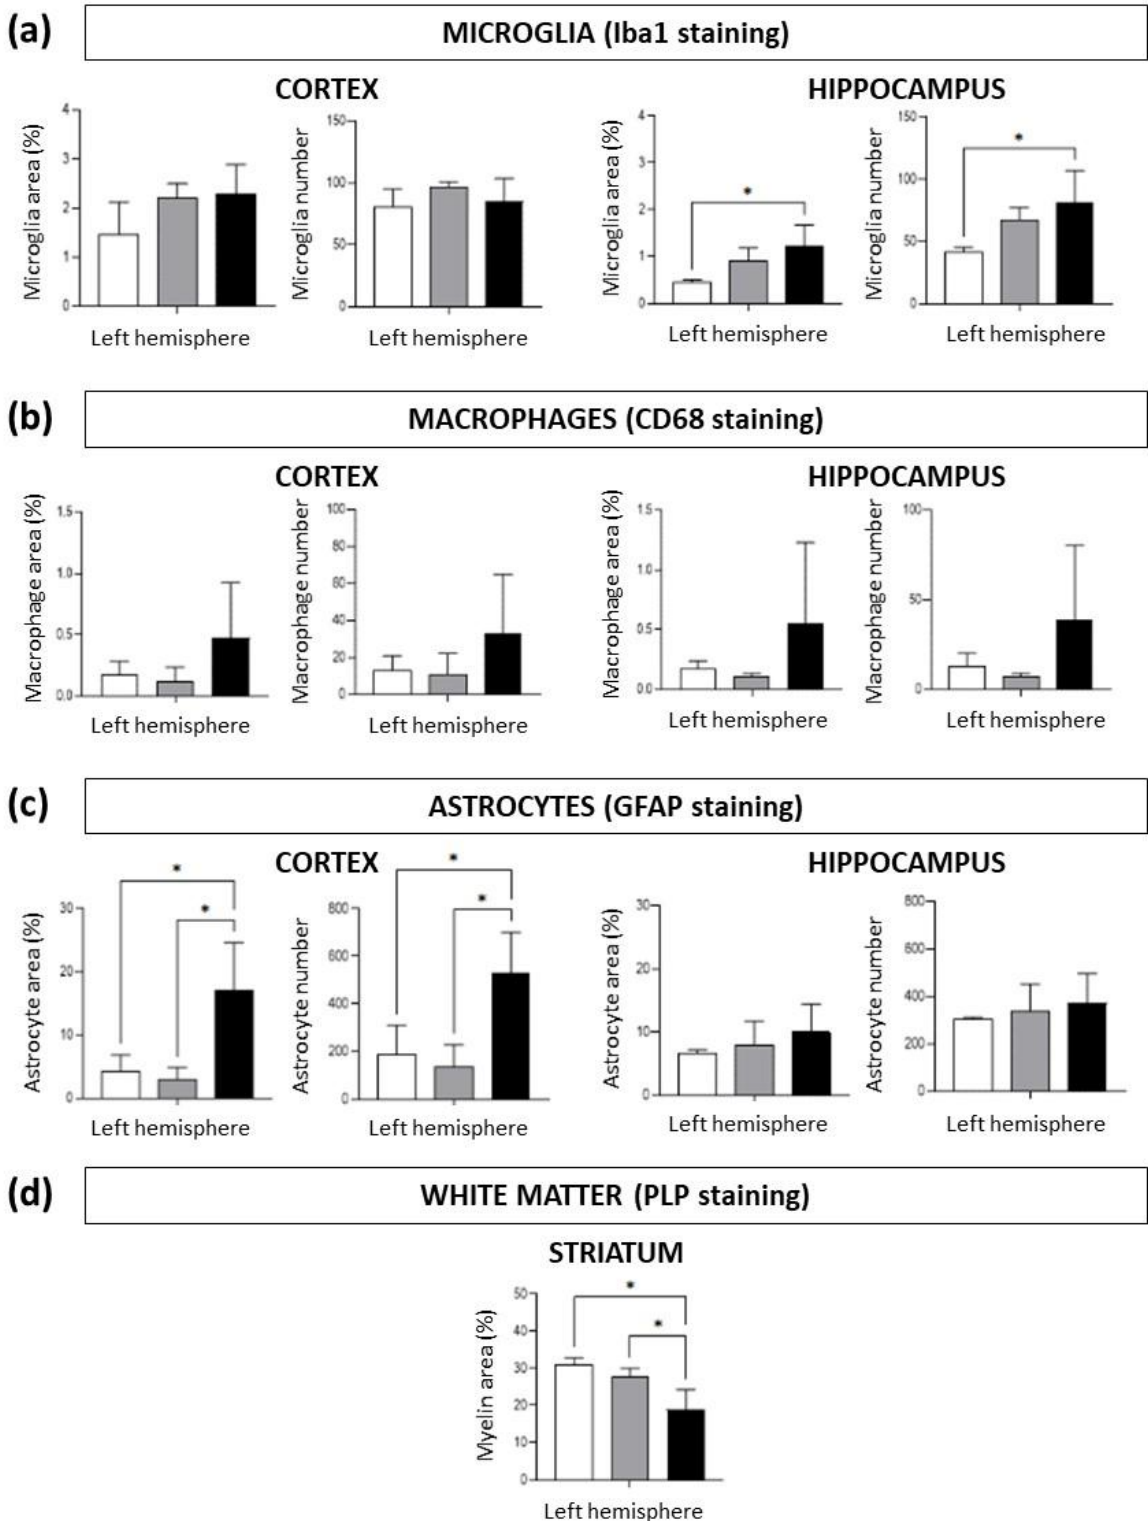 (a)
MICROGLIA (Iba1 staining)
CORTEX
HIPPOCAMPUS
Microglia area (%)
4
3
2
1
0
Left hemisphere
Microglia number
150
100
50
0
Left hemisphere
Microglia area (%)
4
3
2
1
0
*
Left hemisphere
Microglia number
150
100
50
0
*
Left hemisphere
(b)
MACROPHAGES (CD68 staining)
CORTEX
HIPPOCAMPUS
Macrophage area (%)
1.5
1.0
0.5
0.0
Left hemisphere
Macrophage number
100
80
60
40
20
0
Left hemisphere
Macrophage area (%)
1.5
1.0
0.5
0.0
Left hemisphere
Macrophage number
100
50
0
Left hemisphere
(c)
ASTROCYTES (GFAP staining)
CORTEX
HIPPOCAMPUS
Astrocyte area (%)
30
20
10
0
*
*
Left hemisphere
Astrocyte number
800
600
400
200
0
*
*
Left hemisphere
Astrocyte area (%)
30
20
10
0
Left hemisphere
Astrocyte number
800
600
400
200
0
Left hemisphere
(d)
WHITE MATTER (PLP staining)
STRIATUM
Myelin area (%)
50
40
30
20
10
0
*
*
Left hemisphere